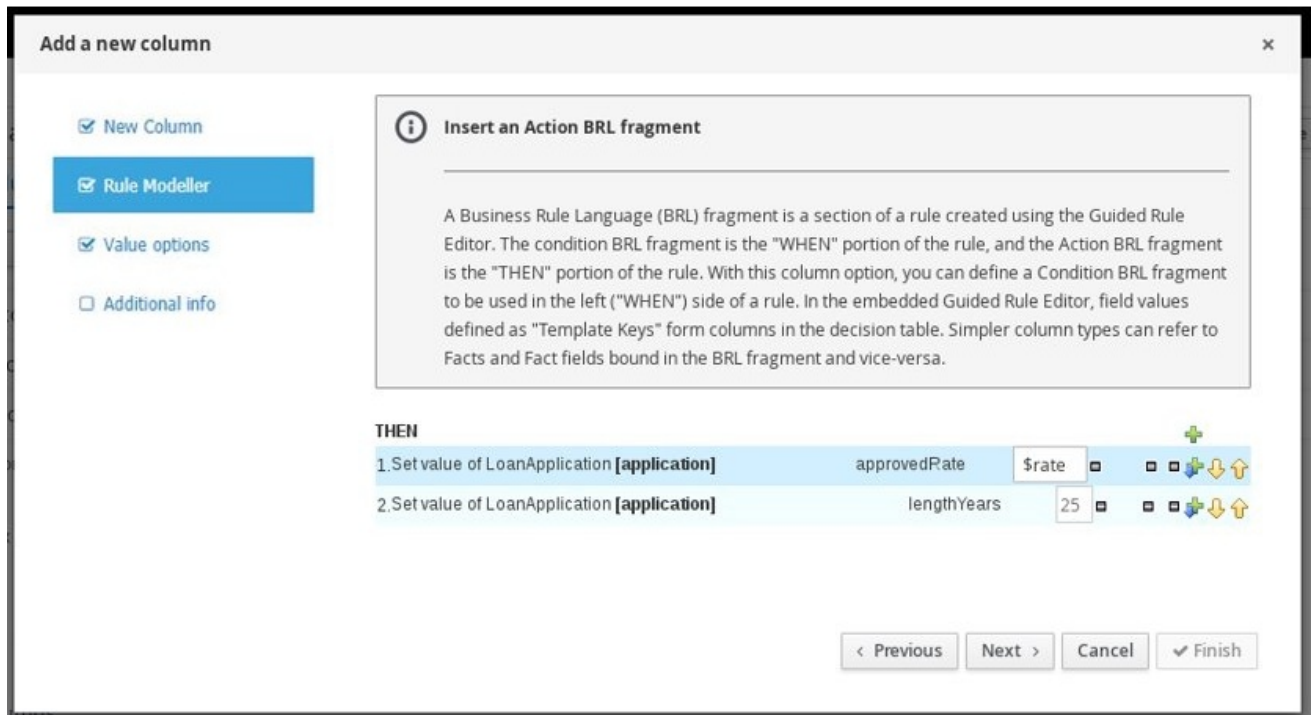 Add a new column ×
New Column
Rule Modeller
Value options
Additional info
Insert an Action BRL fragment
A Business Rule Language (BRL) fragment is a section of a rule created using the Guided Rule
Editor. The condition BRL fragment is the "WHEN" portion of the rule, and the Action BRL fragment
is the "THEN" portion of the rule. With this column option, you can define a Condition BRL fragment
to be used in the left ("WHEN") side of a rule. In the embedded Guided Rule Editor, field values
defined as "Template Keys" form columns in the decision table. Simpler column types can refer to
Facts and Fact fields bound in the BRL fragment and vice-versa.
THEN
1.Set value of LoanApplication [application] approvedRate $rate
2.Set value of LoanApplication [application] lengthYears 25
< Previous Next > Cancel ✔ Finish